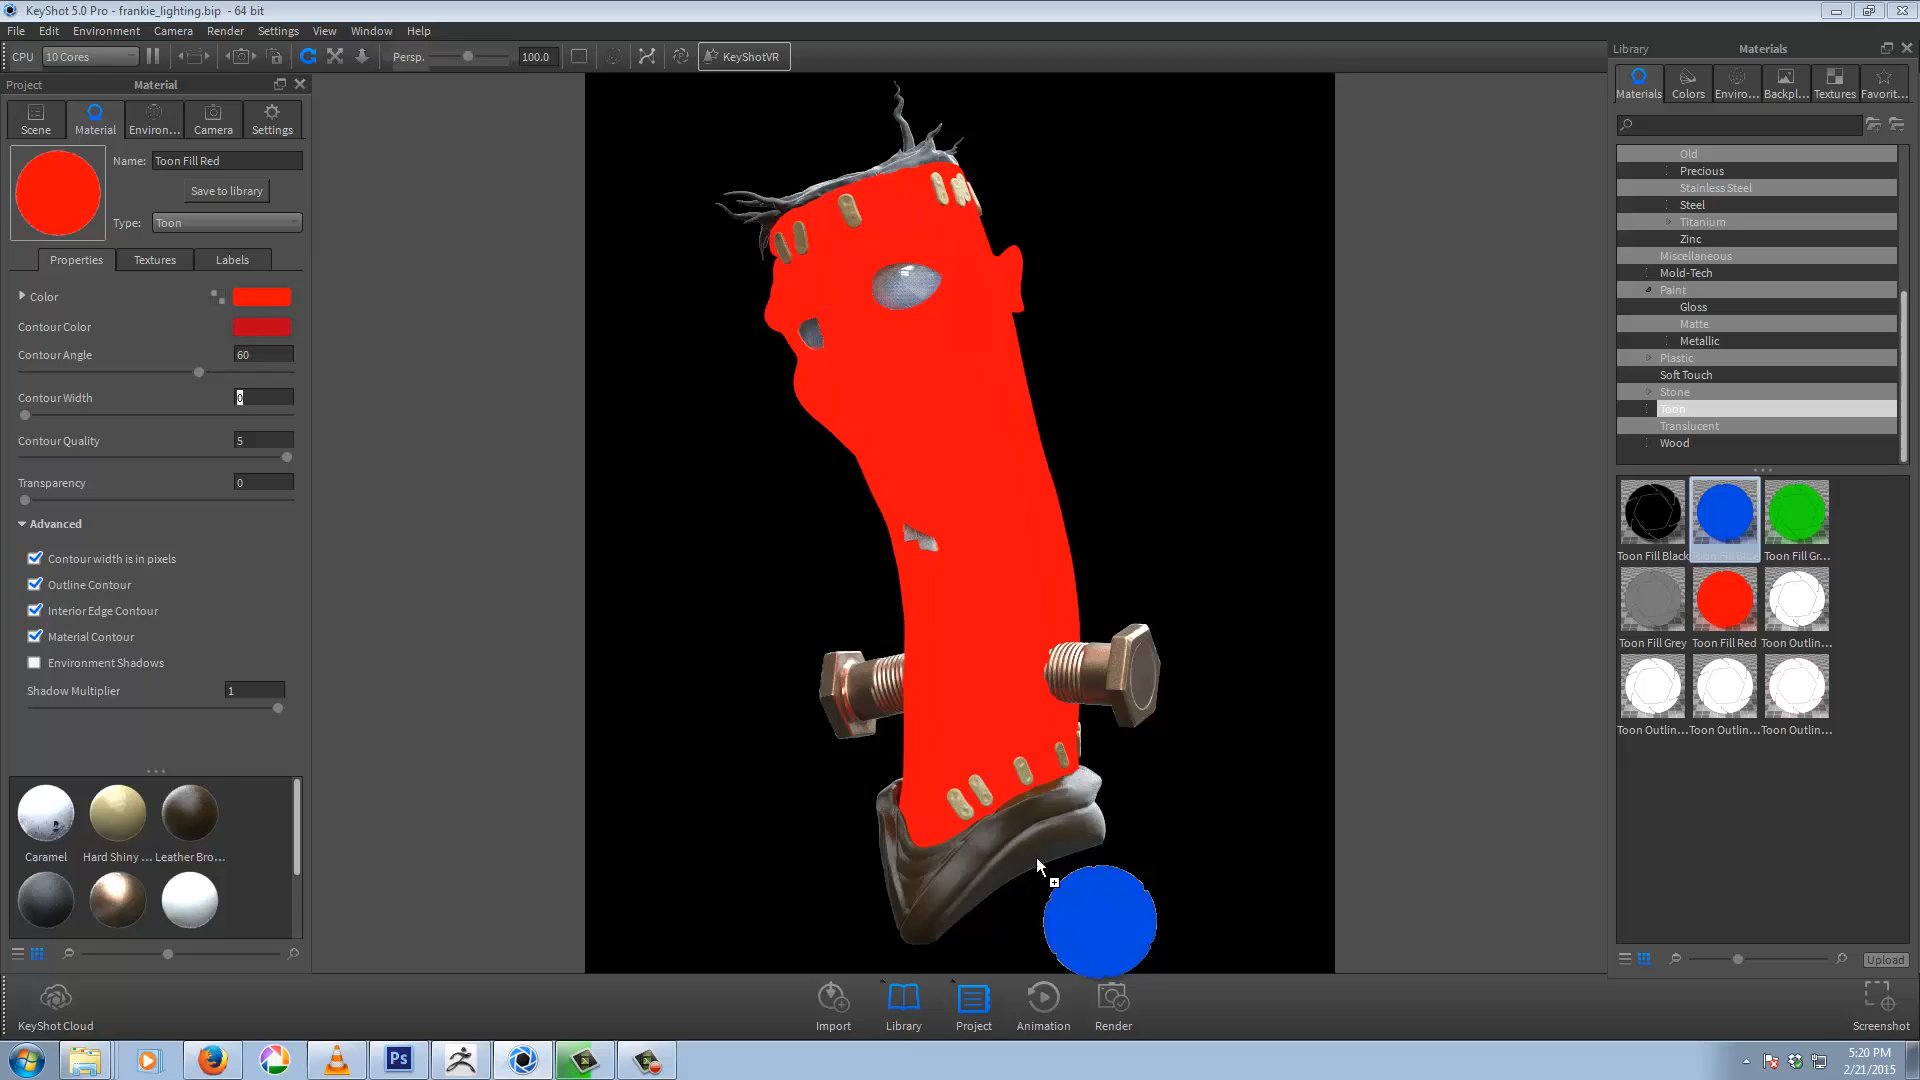 KeyShot 5.0 Pro - frankie_lighting.bip - 64 bit
File Edit Environment Camera Render Settings View Window Help
CPU 10 Cores Persp. 100.0 KeyShotVR
Project Material
Scene Material Environ... Camera Settings
Name: Toon Fill Red
Save to library
Type: Toon
Properties Textures Labels
Color
Contour Color
Contour Angle 60
Contour Width 0
Contour Quality 5
Transparency 0
Advanced
Contour width is in pixels
Outline Contour
Interior Edge Contour
Material Contour
Environment Shadows
Shadow Multiplier 1
Caramel Hard Shiny ... Leather Bro...
Library Materials
Materials Colors Enviro... Backpl... Textures Favorit...
Old
Precious
Stainless Steel
Steel
Titanium
Zinc
Miscellaneous
Mold-Tech
Paint
Gloss
Matte
Metallic
Plastic
Soft Touch
Stone
Toon
Translucent
Wood
Toon Fill Black Toon Fill Blue Toon Fill Gr...
Toon Fill Grey Toon Fill Red Toon Outlin...
Toon Outlin... Toon Outlin... Toon Outlin...
Upload
KeyShot Cloud Import Library Project Animation Render Screenshot
Ps
5:20 PM
2/21/2015